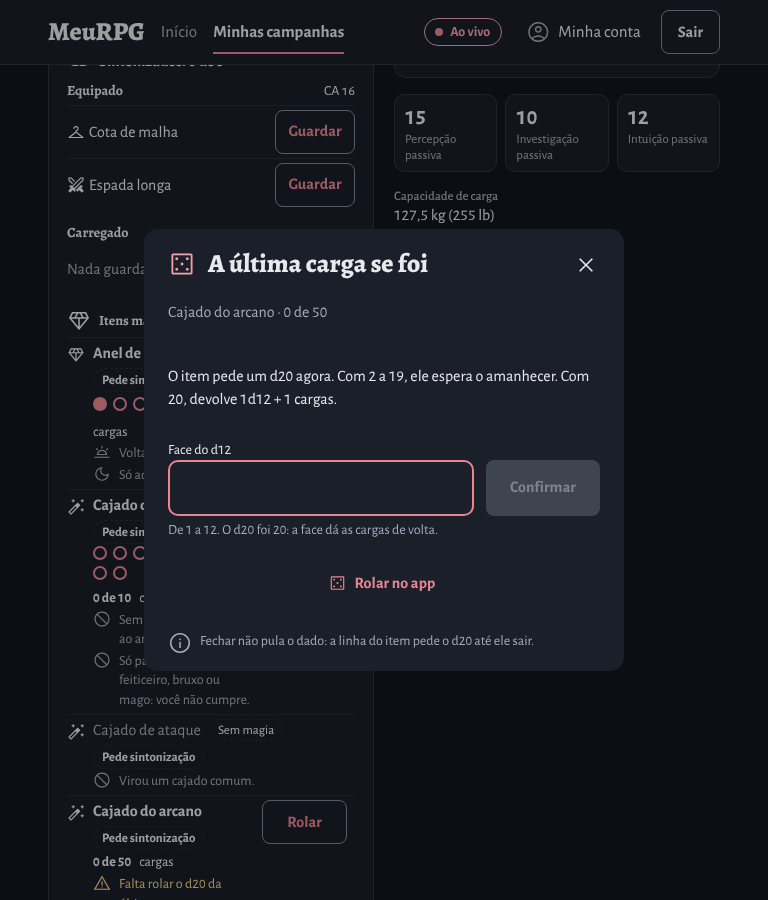 MeuRPG Início Minhas campanhas Ao vivo Minha conta Sair
Equipado CA 16
Cota de malha Guardar
Espada longa Guardar
Carregado
Nada
15
Percepção
passiva
10
Investigação
passiva
12
Intuição passiva
Capacidade de carga
127,5 kg (255 lb)
A última carga se foi
Cajado do arcano · 0 de 50
O item pede um d20 agora. Com 2 a 19, ele espera o amanhecer. Com
20, devolve 1d12 + 1 cargas.
Face do d12
Confirmar
De 1 a 12. O d20 foi 20: a face dá as cargas de volta.
Rolar no app
Fechar não pula o dado: a linha do item pede o d20 até ele sair.
Itens
Anel de
Pede
cargas
Só
Cajado
Pede
0 de 10
Sem
ao
Só
feiticeiro, bruxo ou
mago: você não cumpre.
Cajado de ataque Sem magia
Pede sintonização
Virou um cajado comum.
Cajado do arcano Rolar
Pede sintonização
0 de 50 cargas
Falta rolar o d20 da